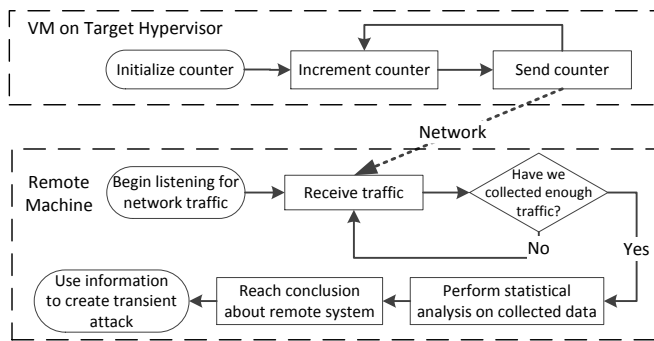 VM on Target Hypervisor
Initialize counter
Increment counter
Send counter
Network
Remote
Machine
Begin listening for
network traffic
Receive traffic
Have we
collected enough
traffic?
No
Yes
Use information
to create transient
attack
Reach conclusion
about remote system
Perform statistical
analysis on collected data